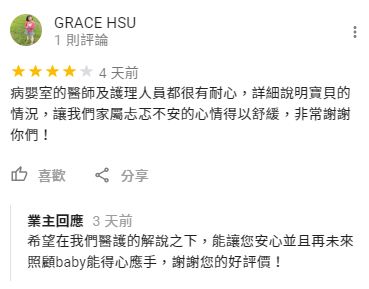 GRACE HSU
1 則評論
4 天前
病嬰室的醫師及護理人員都很有耐心，詳細說明寶貝的
情況，讓我們家屬忐忑不安的心情得以舒緩，非常謝謝
你們！
喜歡
分享
業主回應 3 天前
希望在我們醫護的解說之下，能讓您安心並且再未來
照顧baby能得心應手，謝謝您的好評價！